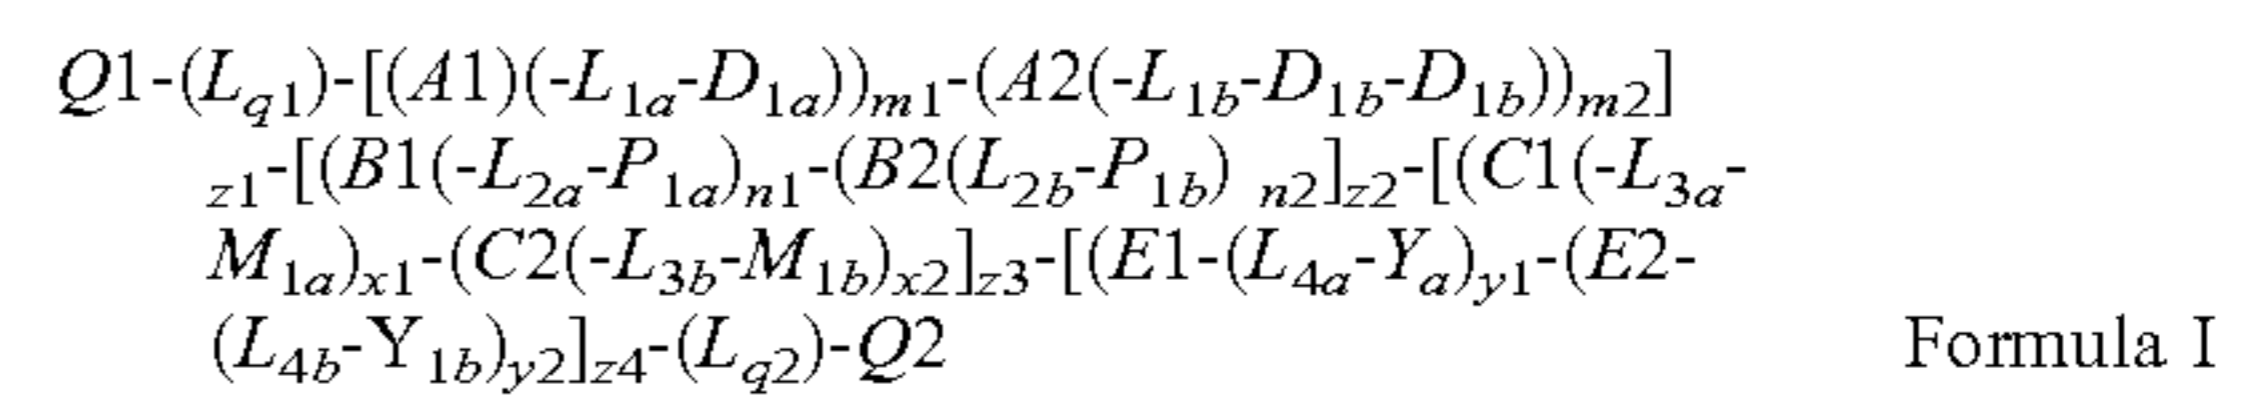 Q1-(L_q1)-[(A1)(-L_1a-D_1a))_m1-(A2(-L_1b-D_1b-D_1b))_m2]
_z1-[(B1(-L_2a-P_1a)_n1-(B2(L_2b-P_1b) _n2]_z2-[(C1(-L_3a-
M_1a)_x1-(C2(-L_3b-M_1b)_x2]_z3-[(E1-(L_4a-Y_a)_y1-(E2-
(L_4b-Y_1b)_y2]_z4-(L_q2)-Q2 Formula I